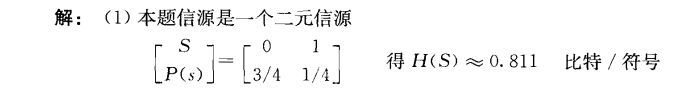 解： (1) 本题信源是一个二元信源
[ S ] = [ 0 1 ]
[ P(s) ] [ 3/4 1/4 ] 得 H(S) ≈ 0.811 比特 / 符号